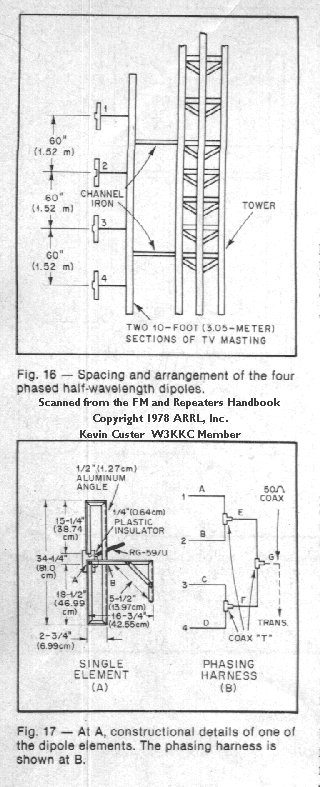 1
60"
(1.52 m)
2
60"
(1.52 m)
CHANNEL
IRON
3
TOWER
60"
(1.52 m)
4
TWO 10-FOOT (3.05-METER)
SECTIONS OF TV MASTING
Fig. 16 — Spacing and arrangement of the four
phased half-wavelength dipoles.
Scanned from the FM and Repeaters Handbook
Copyright 1978 ARRL, Inc.
Kevin Custer W3KKC Member
1/2" (1.27cm)
ALUMINUM
ANGLE
1/4" (0.64cm)
PLASTIC
INSULATOR
15-1/4"
(38.74
cm)
RG-59/U
34-1/4"
(81.0
cm)
A
B
18-1/2"
(46.99
cm)
5-1/2"
(13.97cm)
16-3/4"
(42.55cm)
2-3/4"
(6.99cm)
SINGLE
ELEMENT
(A)
50Ω
COAX
1
A
E
B
2
G
C
3
F
D
4
TRANS.
COAX "T"
PHASING
HARNESS
(B)
Fig. 17 — At A, constructional details of one of
the dipole elements. The phasing harness is
shown at B.